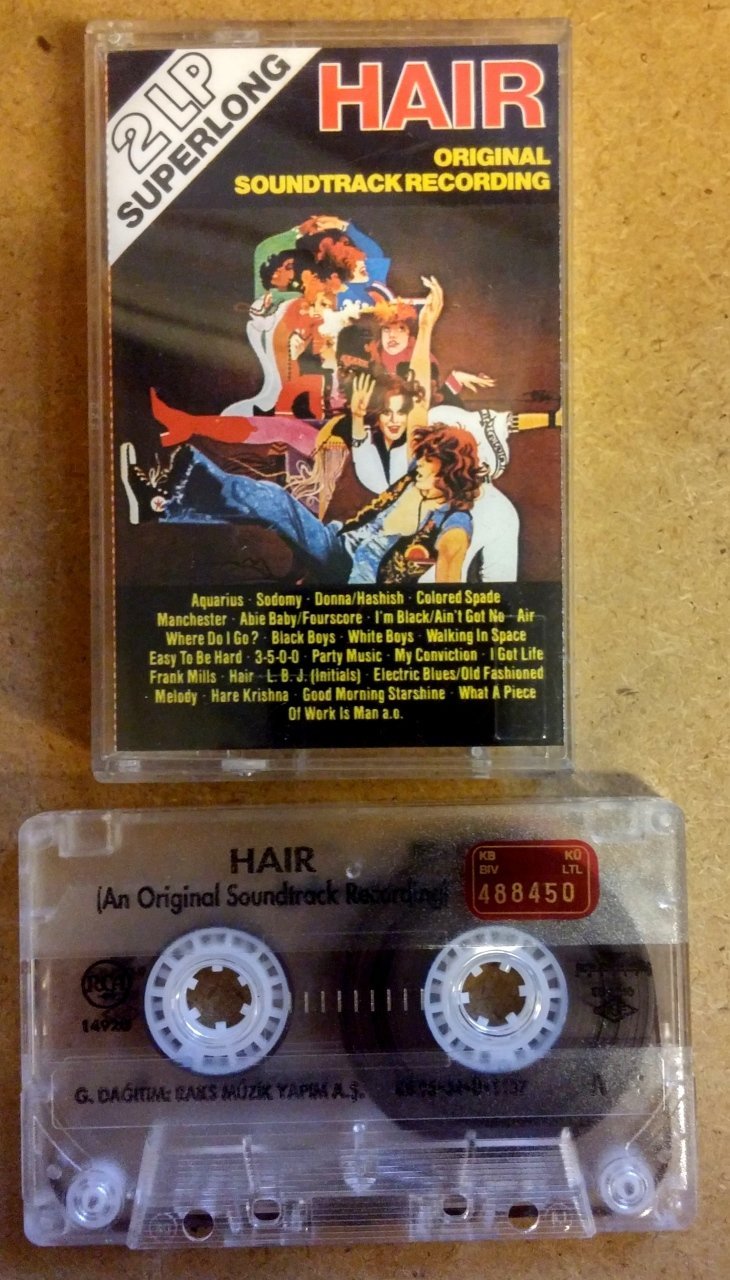 2 LP
SUPERLONG
HAIR
ORIGINAL
SOUNDTRACK RECORDING
Aquarius · Sodomy · Donna/Hashish · Colored Spade
Manchester · Abie Baby/Fourscore · I'm Black/Ain't Got No · Air
Where Do I Go? · Black Boys · White Boys · Walking In Space
Easy To Be Hard · 3-5-0-0 · Party Music · My Conviction · I Got Life
Frank Mills · Hair · L. B. J. (Initials) · Electric Blues/Old Fashioned
Melody · Hare Krishna · Good Morning Starshine · What A Piece
Of Work Is Man a.o.
HAIR
(An Original Soundtrack Recording)
KB KÜ
BIV LTL
488450
RCA
G. DAĞITIM: RAKS MÜZİK YAPIM A.Ş.
A